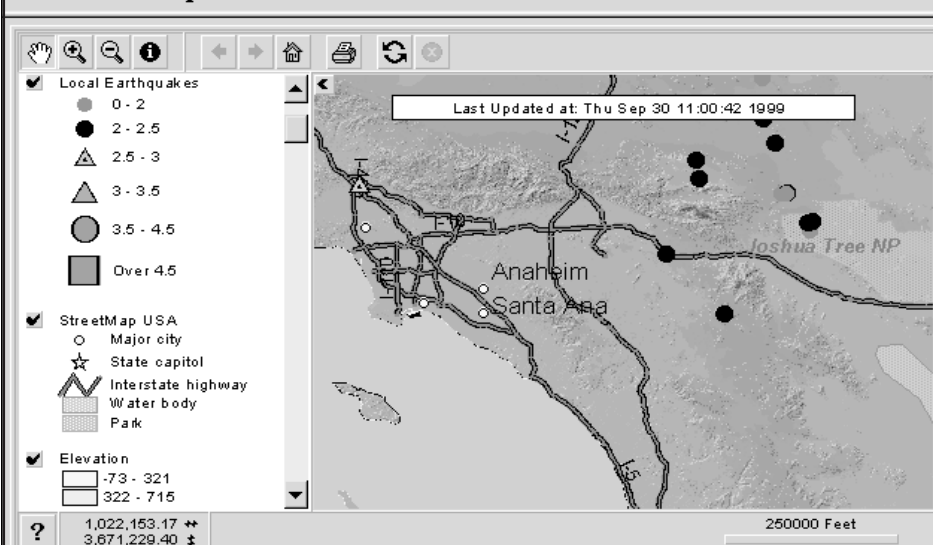 Local Earthquakes
0 - 2
2 - 2.5
2.5 - 3
3 - 3.5
3.5 - 4.5
Over 4.5
StreetMap USA
Major city
State capitol
Interstate highway
Water body
Park
Elevation
-73 - 321
322 - 715
Last Updated at: Thu Sep 30 11:00:42 1999
Joshua Tree NP
Anaheim
Santa Ana
I-5
?
1,022,153.17
3,671,229.40
250000 Feet